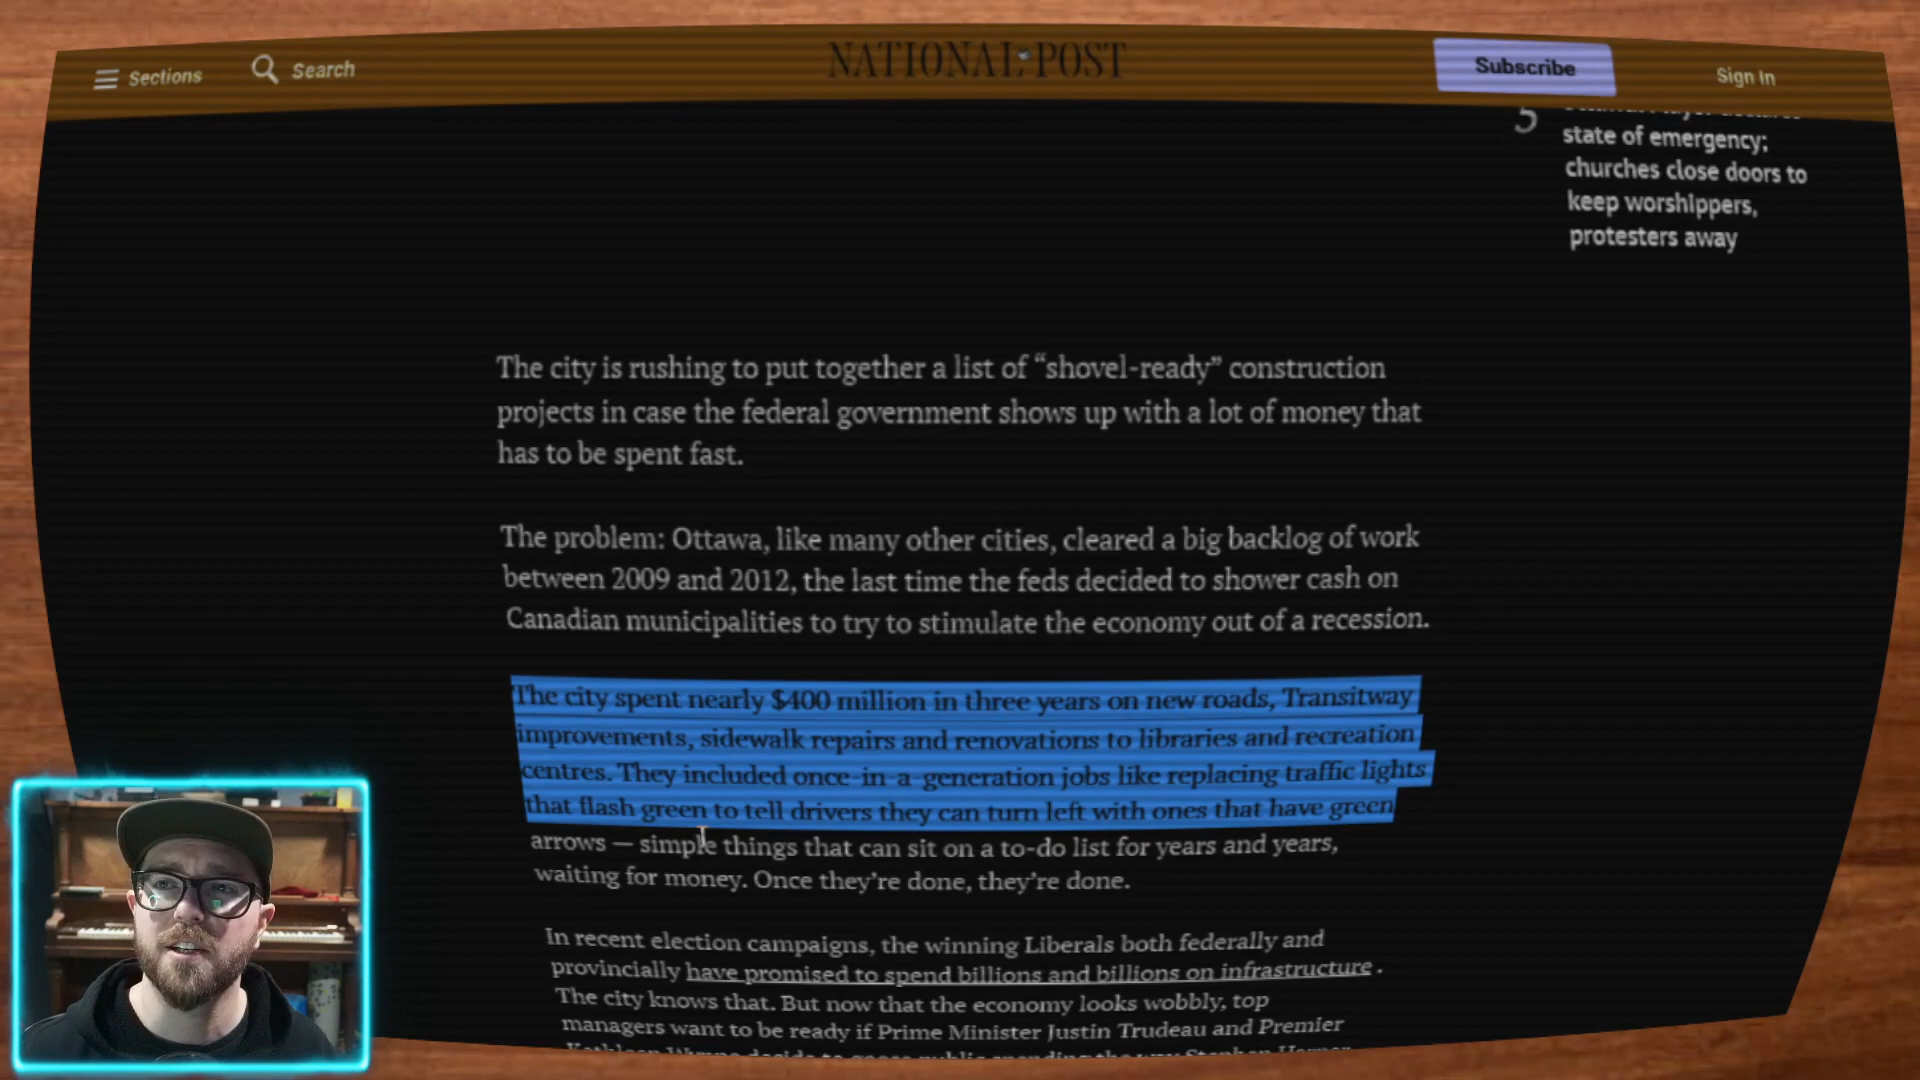 Sections
Search
NATIONAL POST
Subscribe
Sign In
5
state of emergency;
churches close doors to
keep worshippers,
protesters away
The city is rushing to put together a list of “shovel-ready” construction
projects in case the federal government shows up with a lot of money that
has to be spent fast.
The problem: Ottawa, like many other cities, cleared a big backlog of work
between 2009 and 2012, the last time the feds decided to shower cash on
Canadian municipalities to try to stimulate the economy out of a recession.
The city spent nearly $400 million in three years on new roads, Transitway
improvements, sidewalk repairs and renovations to libraries and recreation
centres. They included once-in-a-generation jobs like replacing traffic lights
that flash green to tell drivers they can turn left with ones that have green
arrows — simple things that can sit on a to-do list for years and years,
waiting for money. Once they’re done, they’re done.
In recent election campaigns, the winning Liberals both federally and
provincially have promised to spend billions and billions on infrastructure .
The city knows that. But now that the economy looks wobbly, top
managers want to be ready if Prime Minister Justin Trudeau and Premier